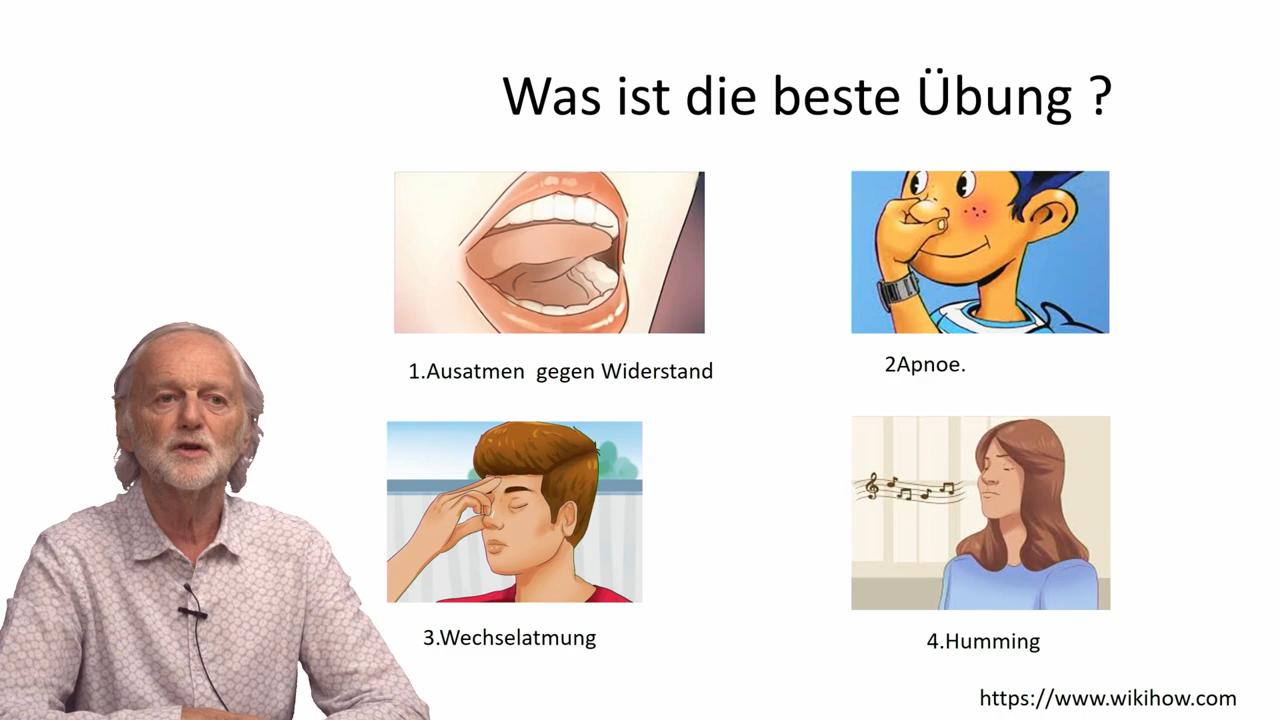 Was ist die beste Übung ?
1.Ausatmen gegen Widerstand
2Apnoe.
3.Wechselatmung
4.Humming
https://www.wikihow.com